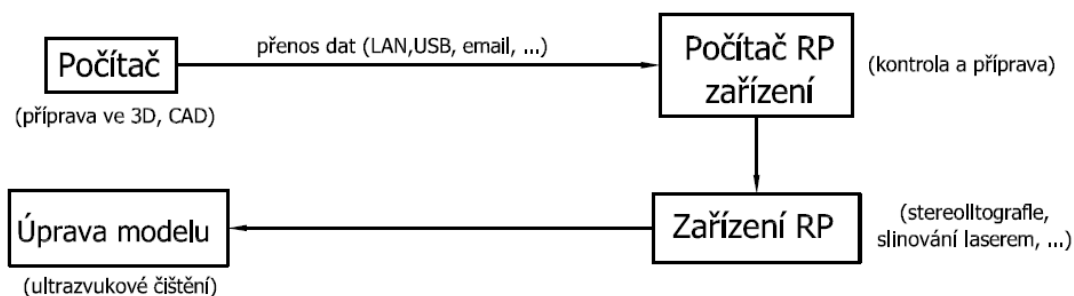 Počítač
(příprava ve 3D, CAD)
přenos dat (LAN,USB, email, ...)
Počítač RP
zařízení
(kontrola a příprava)
Zařízení RP
(stereolltografle,
slinování laserem, ...)
Úprava modelu
(ultrazvukové čištění)